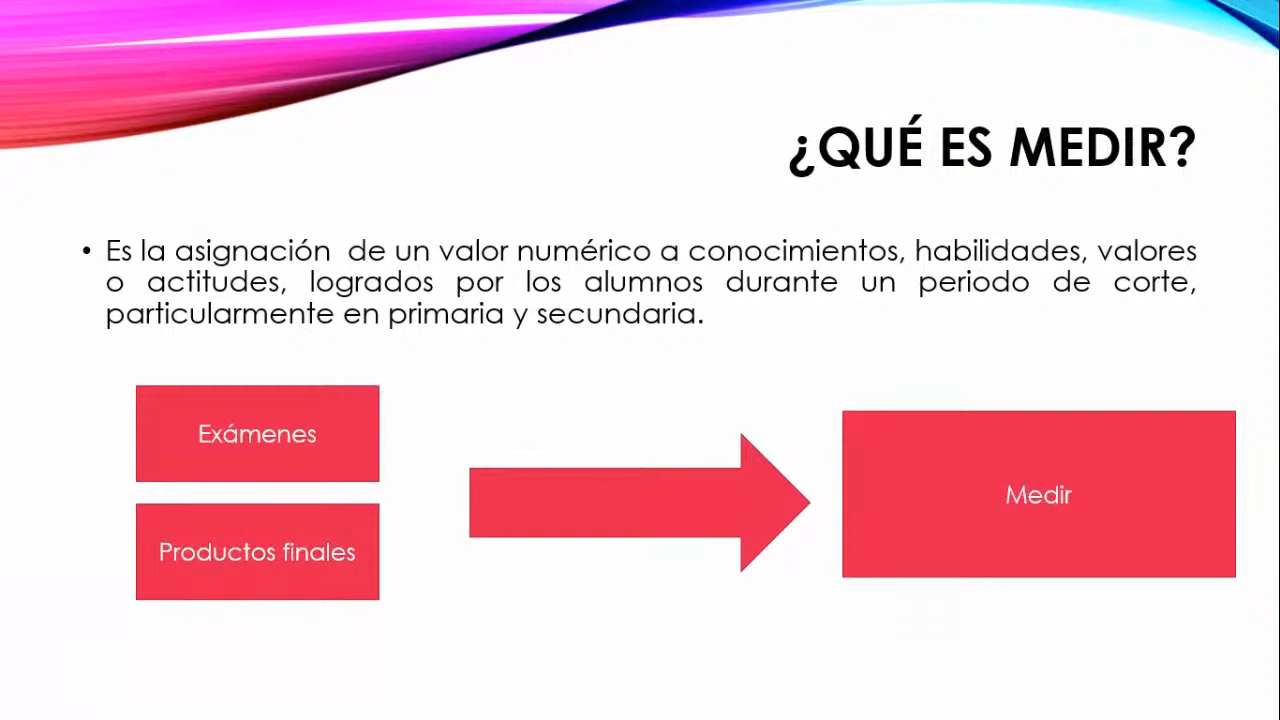 ¿QUÉ ES MEDIR?
• Es la asignación de un valor numérico a conocimientos, habilidades, valores
o actitudes, logrados por los alumnos durante un periodo de corte,
particularmente en primaria y secundaria.
Exámenes
Productos finales
Medir